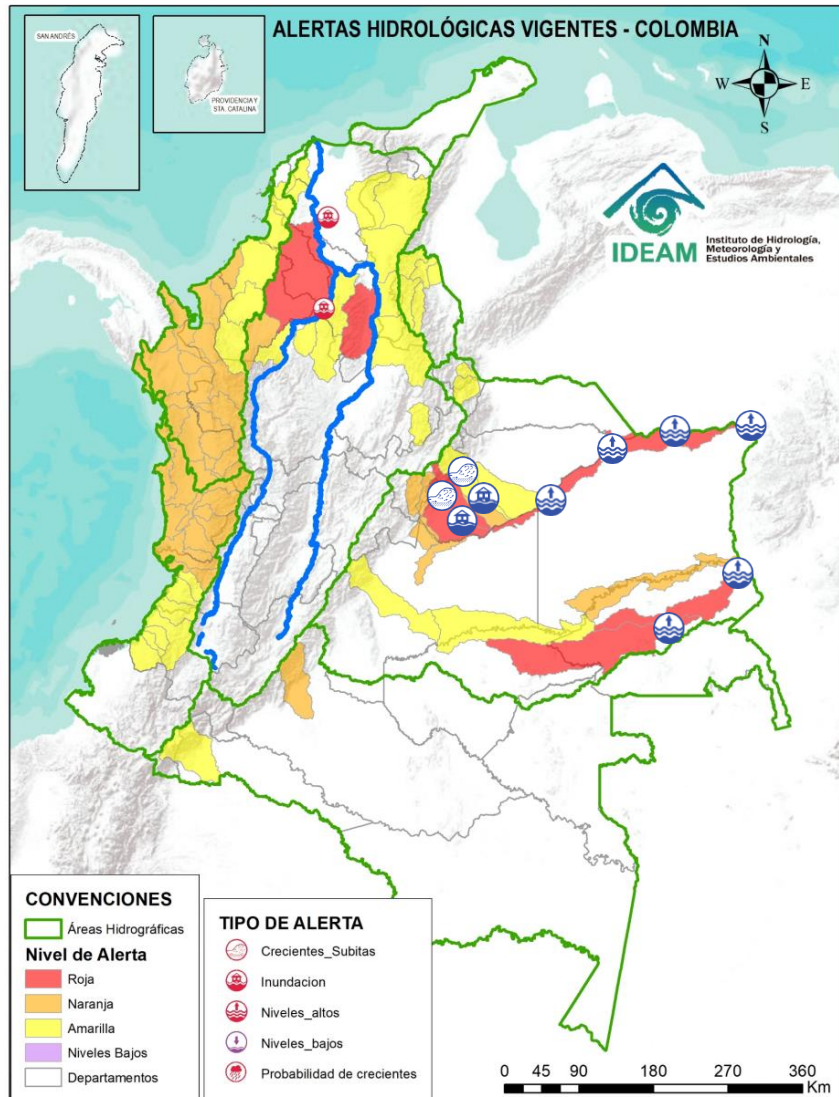 ALERTAS HIDROLÓGICAS VIGENTES - COLOMBIA
SAN ANDRÉS
PROVIDENCIA Y
STA. CATALINA
N
W
E
S
IDEAM
Instituto de Hidrología,
Meteorología y
Estudios Ambientales
CONVENCIONES
Áreas Hidrográficas
Nivel de Alerta
Roja
Naranja
Amarilla
Niveles Bajos
Departamentos
TIPO DE ALERTA
Crecientes_Subitas
Inundacion
Niveles_altos
Niveles_bajos
Probabilidad de crecientes
0 45 90 180 270 360
Km